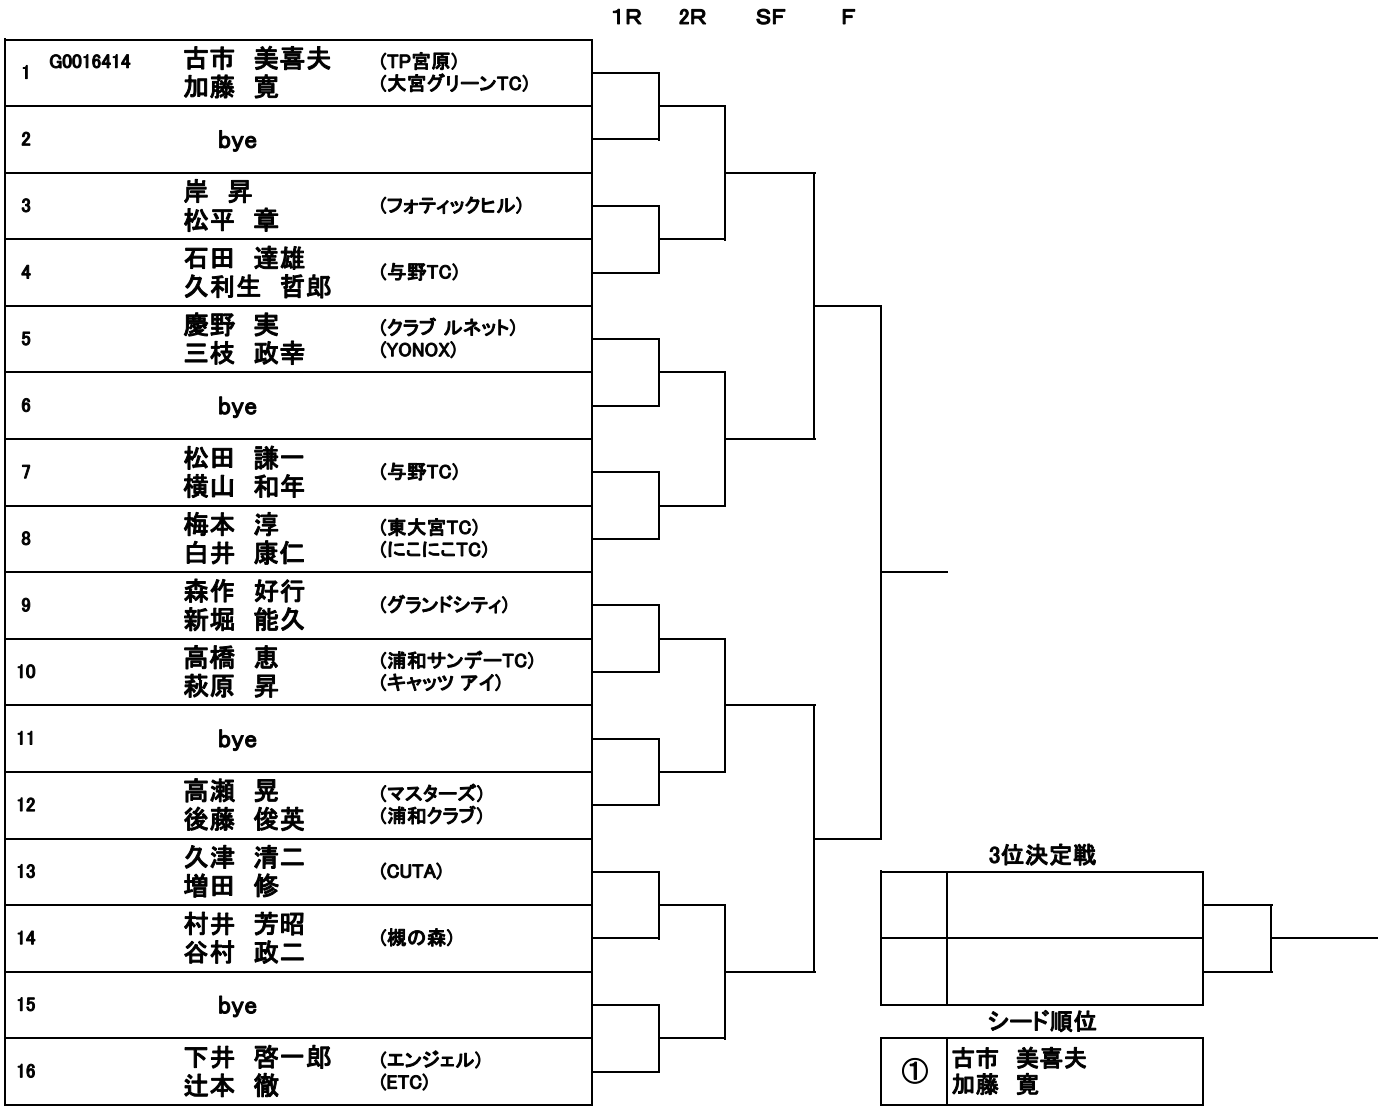 1R 2R SF F
1 G0016414 古市 美喜夫 (TP宮原)
加藤 寛 (大宮グリーンTC)
2 bye
3 岸 昇 (フォティックヒル)
松平 章
4 石田 達雄 (与野TC)
久利生 哲郎
5 慶野 実 (クラブ ルネット)
三枝 政幸 (YONOX)
6 bye
7 松田 謙一 (与野TC)
横山 和年
8 梅本 淳 (東大宮TC)
白井 康仁 (にこにこTC)
9 森作 好行 (グランドシティ)
新堀 能久
10 高橋 恵 (浦和サンデーTC)
萩原 昇 (キャッツ アイ)
11 bye
12 高瀬 晃 (マスターズ)
後藤 俊英 (浦和クラブ)
13 久津 清二 (CUTA)
増田 修
14 村井 芳昭 (槻の森)
谷村 政二
15 bye
16 下井 啓一郎 (エンジェル)
辻本 徹 (ETC)
3位決定戦
シード順位
① 古市 美喜夫
加藤 寛